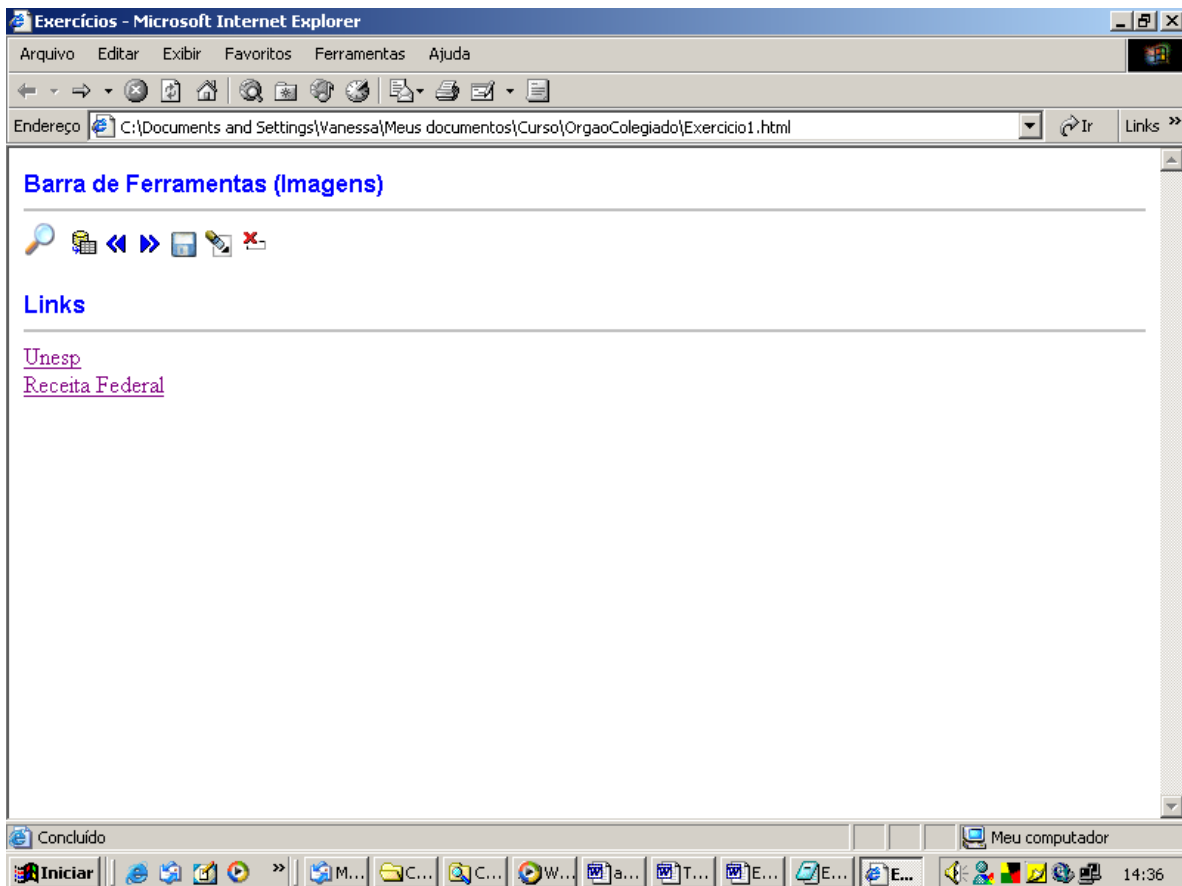 Exercícios - Microsoft Internet Explorer
Arquivo Editar Exibir Favoritos Ferramentas Ajuda
Endereço C:\Documents and Settings\Vanessa\Meus documentos\Curso\OrgaoColegiado\Exercicio1.html Ir Links »
Barra de Ferramentas (Imagens)
Links
Unesp
Receita Federal
Concluído Meu computador
Iniciar » M... C... C... W... a... T... E... E... E... 14:36